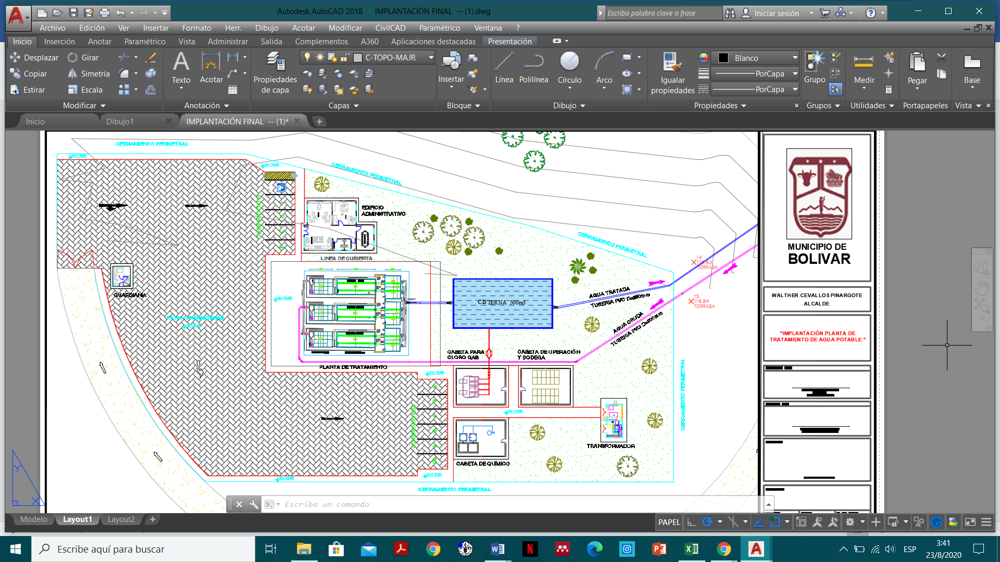 Autodesk AutoCAD 2018 IMPLANTACIÓN FINAL -- (1).dwg
Escriba palabra clave o frase
Iniciar sesión
Archivo Edición Ver Insertar Formato Herr. Dibujo Acotar Modificar CivilCAD Paramétrico Ventana ?
Inicio Inserción Anotar Paramétrico Vista Administrar Salida Complementos A360 Aplicaciones destacadas Presentación
Desplazar Girar
Copiar Simetría
Estirar Escala
Modificar
Texto Acotar
Anotación
Propiedades
de capa
C-TOPO-MAJR
Capas
Insertar
Bloque
Línea Polilínea Círculo Arco
Dibujo
Igualar
propiedades
Blanco
PorCapa
PorCapa
Propiedades
Grupo
Grupos
Medir
Utilidades
Pegar
Portapapeles
Base
Vista
Inicio Dibujo1 IMPLANTACIÓN FINAL -- (1)*
CERRAMIENTO PERIMETRAL
CERRAMIENTO PERIMETRAL
EDIFICIO
ADMINISTRATIVO
LINEA DE CUBIERTA
CERRAMIENTO PERIMETRAL
14
119.93
TERRASA
15
119.84
TERRASA
GUARDIANIA
PATIO DE MANIOBRAS
CISTERNA 500m3
AGUA TRATADA
TUBERIA PVC D=250mm
AGUA CRUDA
TUBERIA PVC D=200mm
CASETA PARA
CLORO GAS
CASETA DE OPERACIÓN
Y BODEGA
PLANTA DE TRATAMIENTO
CERRAMIENTO PERIMETRAL
TRANSFORMADOR
CASETA DE QUÍMICO
CERRAMIENTO PERIMETRAL
MUNICIPIO DE
BOLIVAR
WALTHER CEVALLOS PINARGOTE
ALCALDE
"IMPLANTACIÓN PLANTA DE
TRATAMIENTO DE AGUA POTABLE "
Y
X
Escriba un comando
Modelo Layout1 Layout2
PAPEL
Escribe aquí para buscar
ESP
3:41
23/8/2020